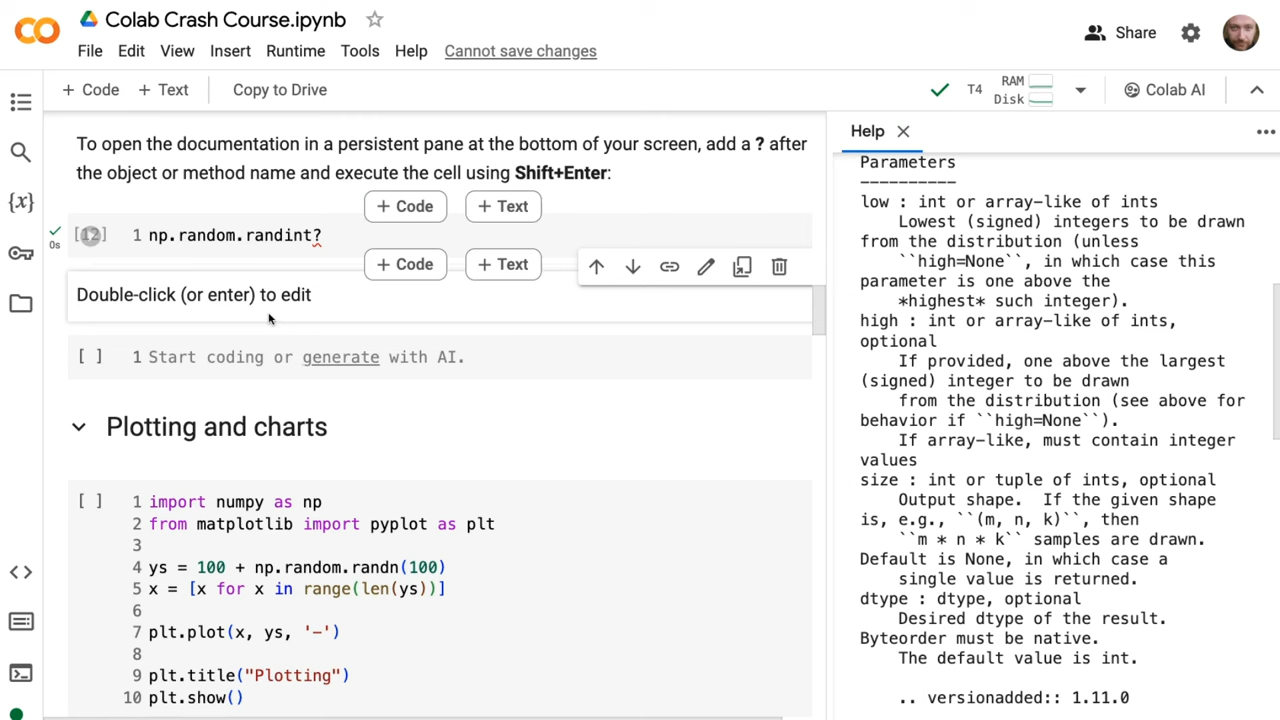 Colab Crash Course.ipynb
File Edit View Insert Runtime Tools Help Cannot save changes
Share
+ Code + Text Copy to Drive
T4 RAM Disk
Colab AI
To open the documentation in a persistent pane at the bottom of your screen, add a ? after
the object or method name and execute the cell using Shift+Enter:
+ Code + Text
[12] 1 np.random.randint?
0s
+ Code + Text
Double-click (or enter) to edit
[ ] 1 Start coding or generate with AI.
Plotting and charts
[ ] 1 import numpy as np
2 from matplotlib import pyplot as plt
3
4 ys = 100 + np.random.randn(100)
5 x = [x for x in range(len(ys))]
6
7 plt.plot(x, ys, '-')
8
9 plt.title("Plotting")
10 plt.show()
{x}
Help
Parameters
----------
low : int or array-like of ints
Lowest (signed) integers to be drawn
from the distribution (unless
``high=None``, in which case this
parameter is one above the
*highest* such integer).
high : int or array-like of ints,
optional
If provided, one above the largest
(signed) integer to be drawn
from the distribution (see above for
behavior if ``high=None``).
If array-like, must contain integer
values
size : int or tuple of ints, optional
Output shape.  If the given shape
is, e.g., ``(m, n, k)``, then
``m * n * k`` samples are drawn.
Default is None, in which case a
single value is returned.
dtype : dtype, optional
Desired dtype of the result.
Byteorder must be native.
The default value is int.
.. versionadded:: 1.11.0